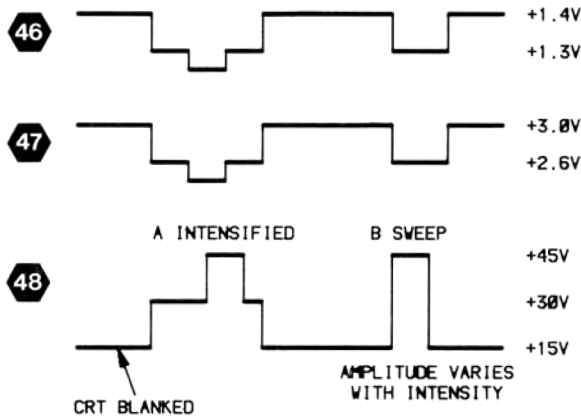 46
+1.4V
+1.3V
47
+3.0V
+2.6V
A INTENSIFIED
B SWEEP
48
+45V
+30V
+15V
CRT BLANKED
AMPLITUDE VARIES
WITH INTENSITY